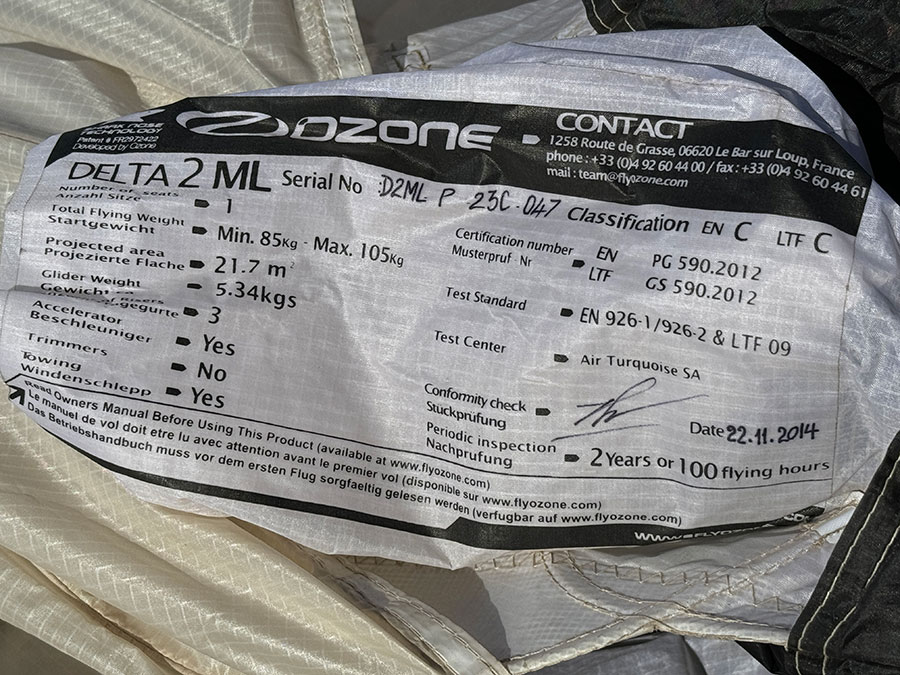 SHARK NOSE
TECHNOLOGY
Patent # FR2972422
Developed by Ozone
OZONE
CONTACT
1258 Route de Grasse, 06620 Le Bar sur Loup, France
phone : +33 (0)4 92 60 44 00 / fax : +33 (0)4 92 60 44 61
mail : team@flyozone.com
DELTA 2 ML Serial No : D2ML P 23C-047 Classification EN C LTF C
Number of seats
Anzahl Sitze 1
Total Flying Weight
Startgewicht Min. 85kg - Max. 105kg
Projected area
Projezierte Flache 21.7 m²
Glider Weight
Gewicht 5.34kgs
of Risers
3
Accelerator
Beschleuniger Yes
Trimmers No
Towing
Windenschlepp Yes
Certification number EN PG 590.2012
Musterpruf - Nr LTF GS 590.2012
Test Standard EN 926-1/926-2 & LTF 09
Test Center Air Turquoise SA
Conformity check
Stuckprüfung Date 22.11.2014
Periodic inspection
Nachprufung 2 Years or 100 flying hours
Read Owners Manual Before Using This Product (available at www.flyozone.com)
Le manuel de vol doit etre lu avec attention avant le premier vol (disponible sur www.flyozone.com)
Das Betriebshandbuch muss vor dem ersten Flug sorgfaeltig gelesen werden (verfugbar auf www.flyozone.com)